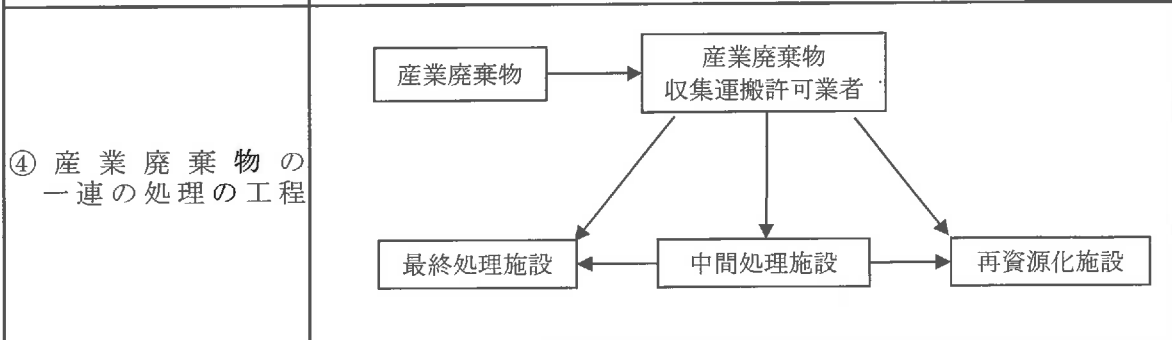 ④ 産業廃棄物の
一連の処理の工程
産業廃棄物
産業廃棄物
収集運搬許可業者
最終処理施設
中間処理施設
再資源化施設